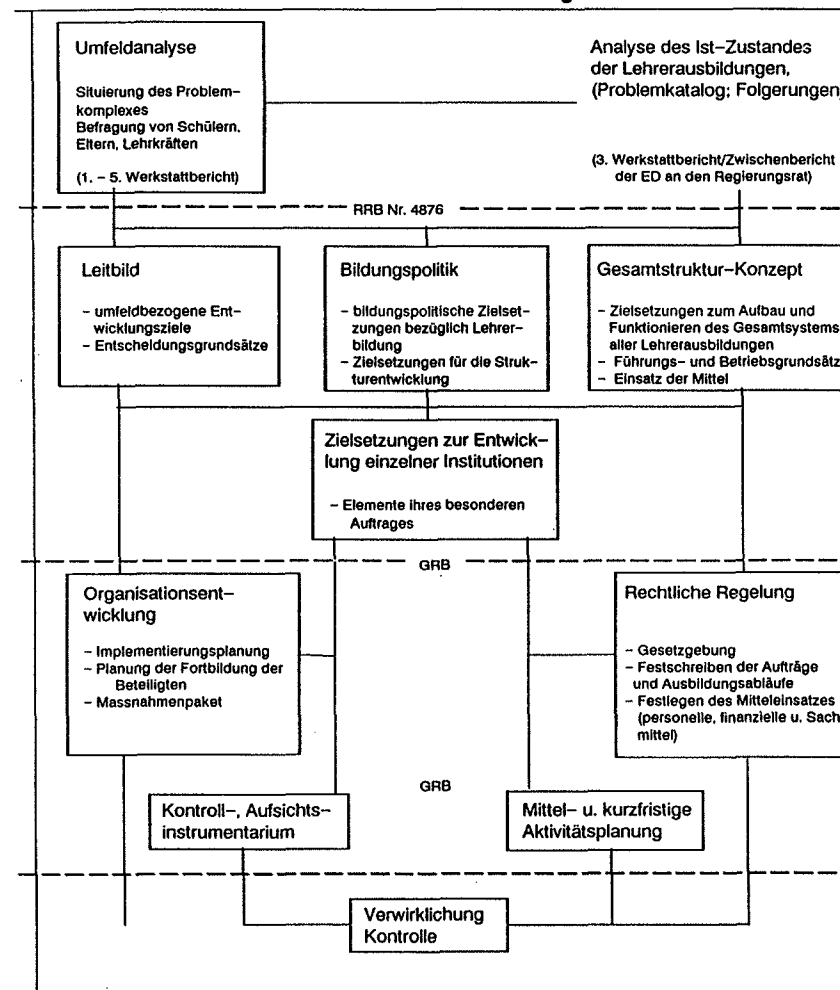 Umfeldanalyse
Situierung des Problem–
komplexes
Befragung von Schülern,
Eltern, Lehrkräften
(1. – 5. Werkstattbericht)
Analyse des Ist–Zustandes
der Lehrerausbildungen,
(Problemkatalog; Folgerungen
(3. Werkstattbericht/Zwischenbericht
der ED an den Regierungsrat)
RRB Nr. 4876
Leitbild
– umfeldbezogene Ent–
wicklungsziele
– Entscheidungsgrundsätze
Bildungspolitik
– bildungspolitische Zielset–
zungen bezüglich Lehrer–
bildung
– Zielsetzungen für die Struk–
turentwicklung
Gesamtstruktur–Konzept
– Zielsetzungen zum Aufbau und
Funktionieren des Gesamtsystems
aller Lehrerausbildungen
– Führungs– und Betriebsgrundsätz
– Einsatz der Mittel
Zielsetzungen zur Entwick–
lung einzelner Institutionen
– Elemente ihres besonderen
Auftrages
GRB
Organisationsent–
wicklung
– Implementierungsplanung
– Planung der Fortbildung der
Beteiligten
– Massnahmenpaket
Rechtliche Regelung
– Gesetzgebung
– Festschreiben der Aufträge
und Ausbildungsabläufe
– Festlegen des Mitteleinsatzes
(personelle, finanzielle u. Sach
mittel)
GRB
Kontroll–, Aufsichts–
instrumentarium
Mittel– u. kurzfristige
Aktivitätsplanung
Verwirklichung
Kontrolle